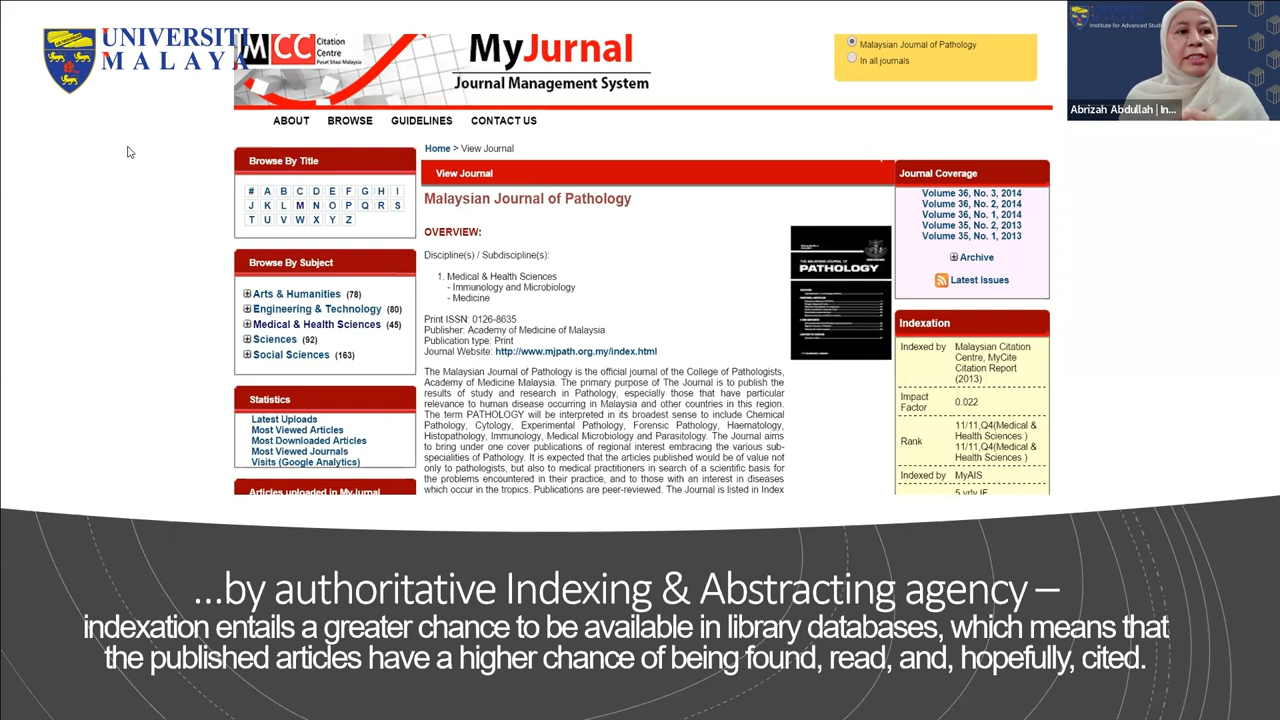 UNIVERSITI
MALAYA
MCC
Citation
Centre
Pusat Sitasi Malaysia
MyJurnal
Journal Management System
Malaysian Journal of Pathology
In all journals
Institute for Advanced Studi
Abrizah Abdullah | In...
ABOUT BROWSE GUIDELINES CONTACT US
Home > View Journal
Browse By Title
# A B C D E F G H I
J K L M N O P Q R S
T U V W X Y Z
Browse By Subject
Arts & Humanities (78)
Engineering & Technology (80)
Medical & Health Sciences (45)
Sciences (92)
Social Sciences (163)
Statistics
Latest Uploads
Most Viewed Articles
Most Downloaded Articles
Most Viewed Journals
Visits (Google Analytics)
Articles uploaded in MyJurnal
View Journal
Malaysian Journal of Pathology
OVERVIEW:
Discipline(s) / Subdiscipline(s):
1. Medical & Health Sciences
- Immunology and Microbiology
- Medicine
Print ISSN: 0126-8635
Publisher: Academy of Medicine of Malaysia
Publication type: Print
Journal Website: http://www.mjpath.org.my/index.html
The Malaysian Journal of Pathology is the official journal of the College of Pathologists,
Academy of Medicine Malaysia. The primary purpose of The Journal is to publish the
results of study and research in Pathology, especially those that have particular
relevance to human disease occurring in Malaysia and other countries in this region.
The term PATHOLOGY will be interpreted in its broadest sense to include Chemical
Pathology, Cytology, Experimental Pathology, Forensic Pathology, Haematology,
Histopathology, Immunology, Medical Microbiology and Parasitology. The Journal aims
to bring under one cover publications of regional interest embracing the various sub-
specialities of Pathology. It is expected that the articles published would be of value not
only to pathologists, but also to medical practitioners in search of a scientific basis for
the problems encountered in their practice, and to those with an interest in diseases
which occur in the tropics. Publications are peer-reviewed. The Journal is listed in Index
THE MALAYSIAN JOURNAL OF
PATHOLOGY
Journal Coverage
Volume 36, No. 3, 2014
Volume 36, No. 2, 2014
Volume 36, No. 1, 2014
Volume 35, No. 2, 2013
Volume 35, No. 1, 2013
Archive
Latest Issues
Indexation
Indexed by Malaysian Citation
Centre, MyCite
Citation Report
(2013)
Impact
Factor 0.022
Rank 11/11,Q4(Medical &
Health Sciences )
11/11,Q4(Medical &
Health Sciences )
Indexed by MyAIS
5 yrly IF
...by authoritative Indexing & Abstracting agency –
indexation entails a greater chance to be available in library databases, which means that
the published articles have a higher chance of being found, read, and, hopefully, cited.